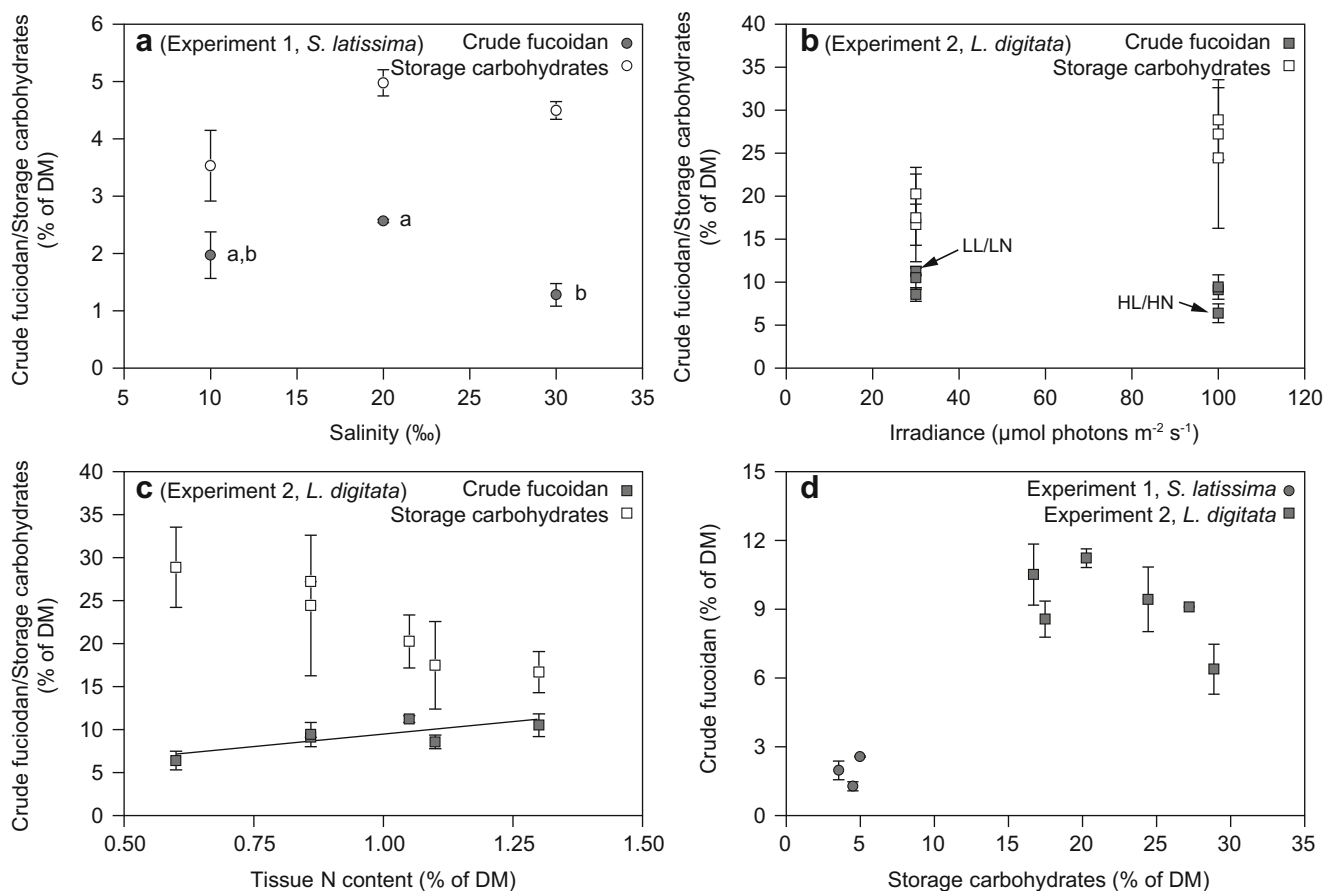 a (Experiment 1, S. latissima)
Crude fucoidan
Storage carbohydrates
Crude fuciodan/Storage carbohydrates
(% of DM)
6
5
4
3
2
1
0
a,b
a
b
5 10 15 20 25 30 35
Salinity (‰)
b (Experiment 2, L. digitata)
Crude fucoidan
Storage carbohydrates
Crude fuciodan/Storage carbohydrates
(% of DM)
40
35
30
25
20
15
10
5
0
LL/LN
HL/HN
0 20 40 60 80 100 120
Irradiance (µmol photons m⁻² s⁻¹)
c (Experiment 2, L. digitata)
Crude fucoidan
Storage carbohydrates
Crude fuciodan/Storage carbohydrates
(% of DM)
40
35
30
25
20
15
10
5
0
0.50 0.75 1.00 1.25 1.50
Tissue N content (% of DM)
d
Experiment 1, S. latissima
Experiment 2, L. digitata
Crude fucoidan (% of DM)
15
12
9
6
3
0
0 5 10 15 20 25 30 35
Storage carbohydrates (% of DM)